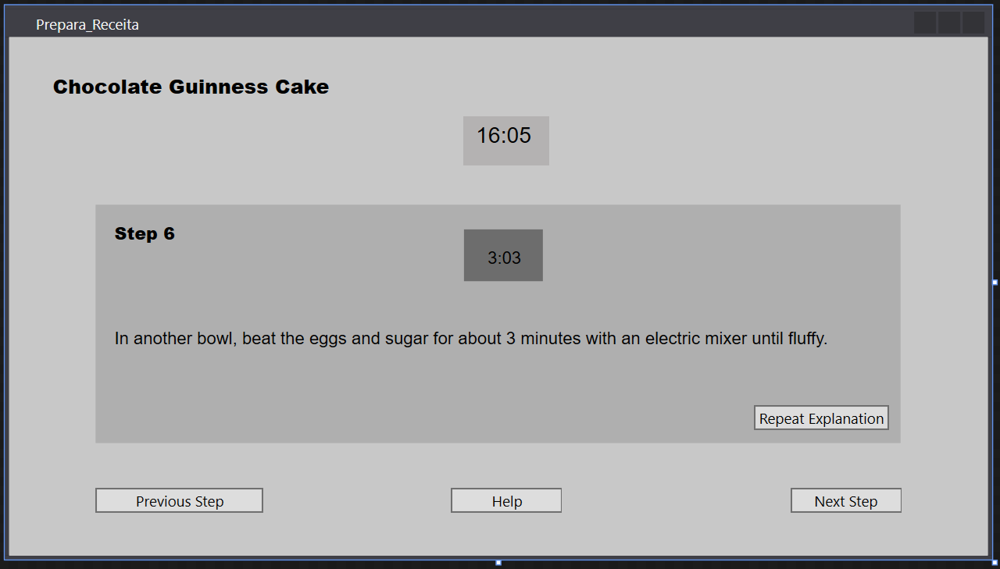 Prepara_Receita
Chocolate Guinness Cake
16:05
Step 6
3:03
In another bowl, beat the eggs and sugar for about 3 minutes with an electric mixer until fluffy.
Repeat Explanation
Previous Step
Help
Next Step